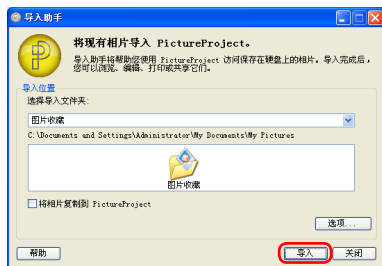 导入助手
将现有相片导入 PictureProject。
导入助手将帮助您使用 PictureProject 访问保存在硬盘上的相片。导入完成后，
您可以浏览、编辑、打印或共享它们。
导入位置
选择导入文件夹:
图片收藏
C:\Documents and Settings\Administrator\My Documents\My Pictures
图片收藏
将相片复制到 PictureProject
选项...
帮助
导入
关闭